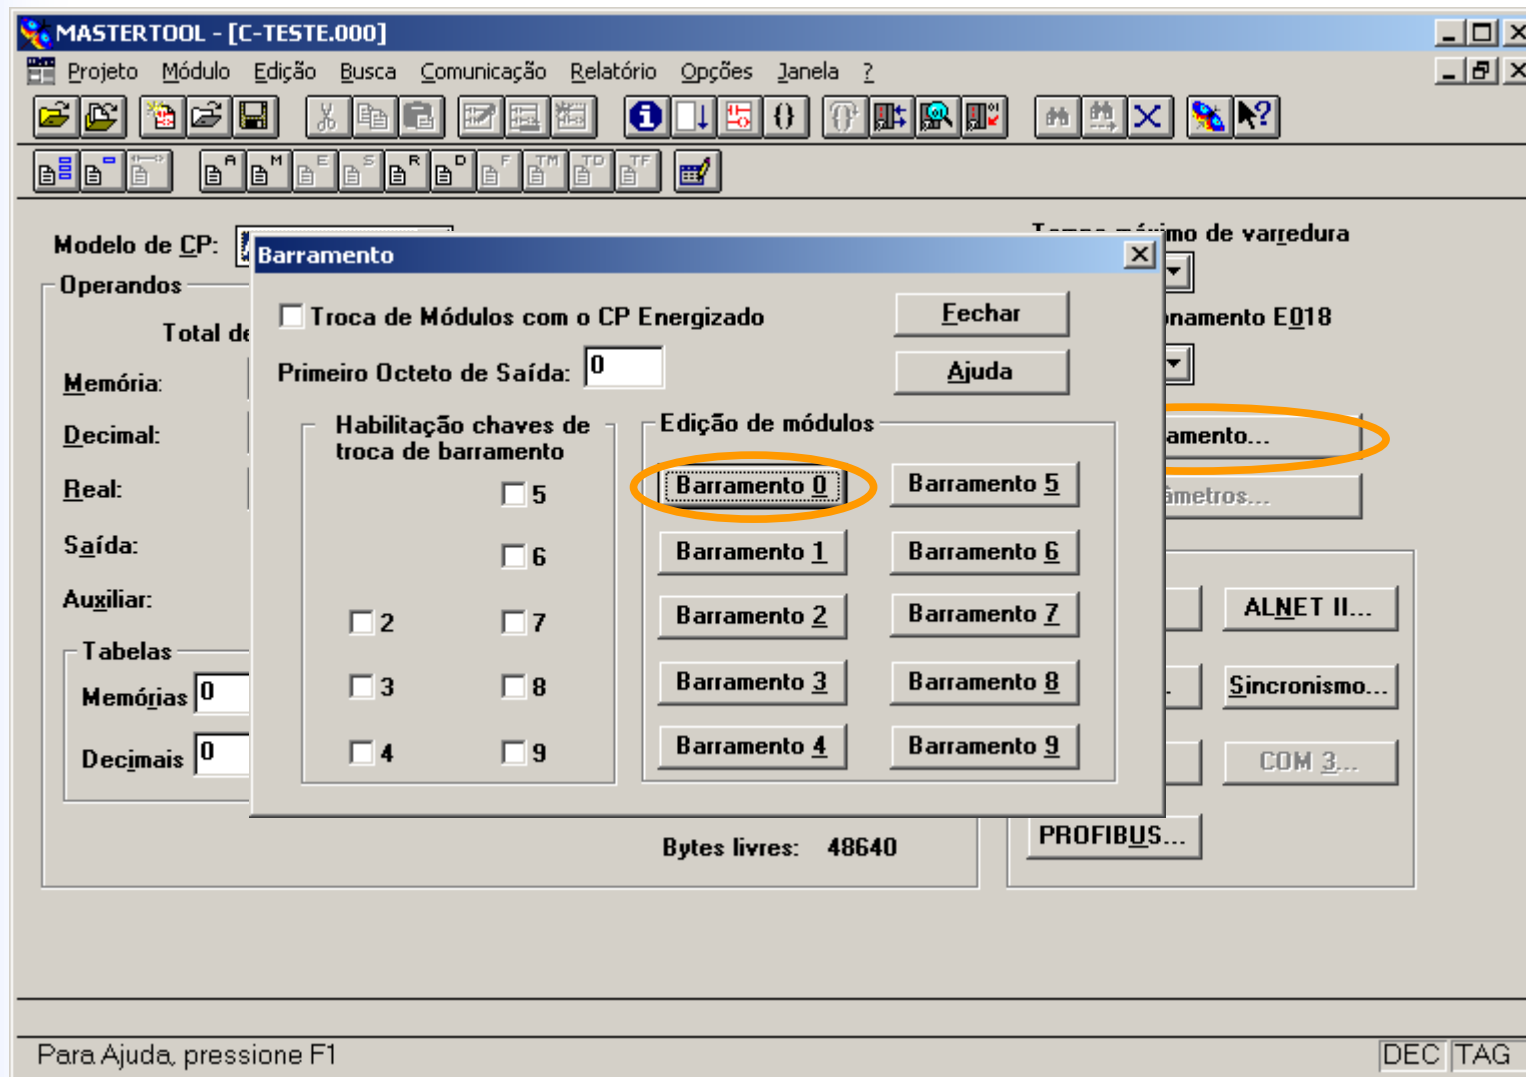 MASTERTOOL - [C-TESTE.000]
Projeto Módulo Edição Busca Comunicação Relatório Opções Janela ?
A M E S R D F TM TD TF
Modelo de CP:
máximo de varredura
Barramento
Operandos
Troca de Módulos com o CP Energizado
Fechar
E018
Total de
Primeiro Octeto de Saída: 0
Ajuda
Memória:
Habilitação chaves de
troca de barramento
Edição de módulos
Decimal:
amento...
Barramento 0
Barramento 5
Real:
5
âmetros...
Saída:
6
Barramento 1
Barramento 6
Auxiliar:
2
7
Barramento 2
Barramento 7
ALNET II...
Tabelas
Memórias 0
3
8
Barramento 3
Barramento 8
Sincronismo...
Decimais 0
4
9
Barramento 4
Barramento 9
COM 3...
Bytes livres: 48640
PROFIBUS...
Para Ajuda, pressione F1
DEC TAG